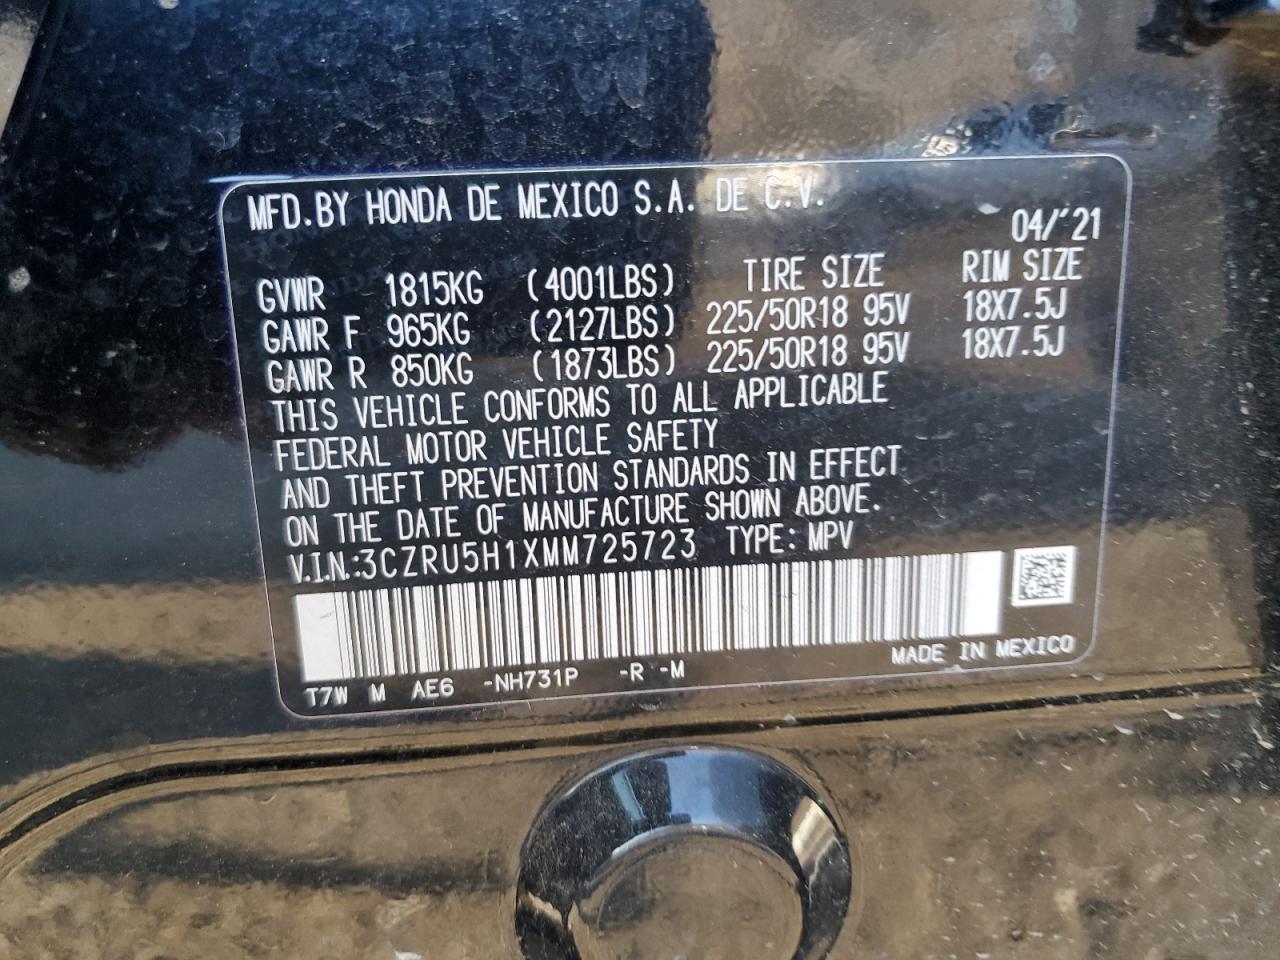 MFD.BY HONDA DE MEXICO S.A. DE C.V.
04/'21
GVWR 1815KG (4001LBS) TIRE SIZE RIM SIZE
GAWR F 965KG (2127LBS) 225/50R18 95V 18X7.5J
GAWR R 850KG (1873LBS) 225/50R18 95V 18X7.5J
THIS VEHICLE CONFORMS TO ALL APPLICABLE
FEDERAL MOTOR VEHICLE SAFETY
AND THEFT PREVENTION STANDARDS IN EFFECT
ON THE DATE OF MANUFACTURE SHOWN ABOVE.
V.I.N.:3CZRU5H1XMM725723 TYPE: MPV
T7W M AE6 -NH731P -R -M
MADE IN MEXICO